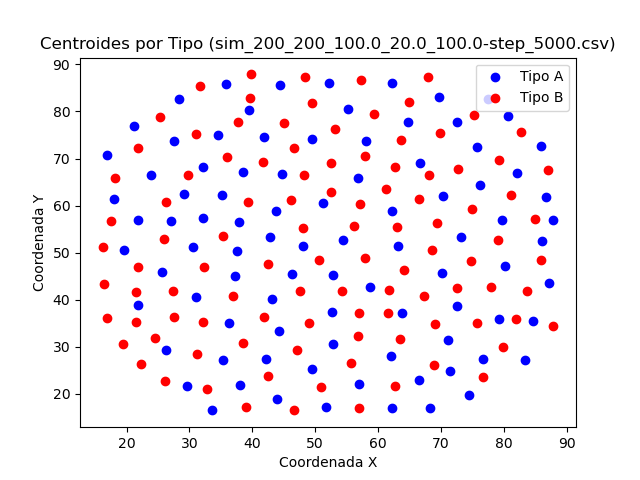 Centroides por Tipo (sim_200_200_100.0_20.0_100.0-step_5000.csv)
Tipo A
Tipo B
90
80
70
60
50
40
30
20
Coordenada Y
20 30 40 50 60 70 80 90
Coordenada X